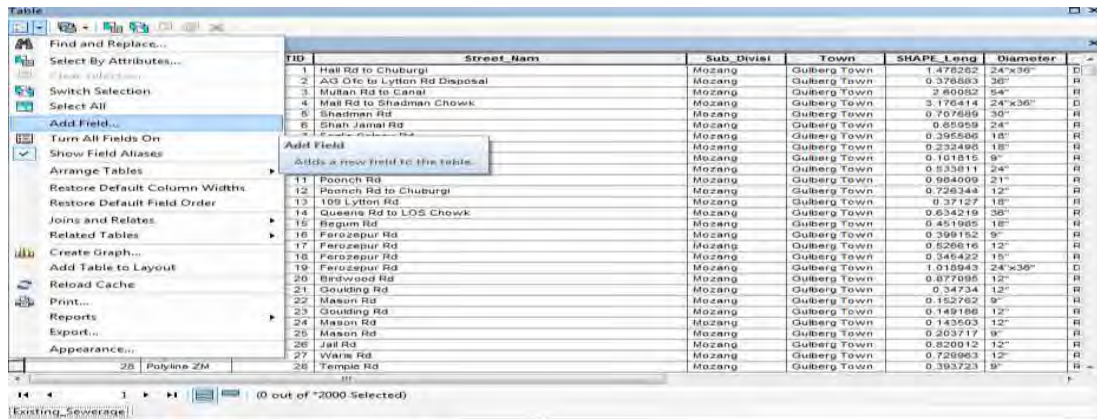 Table
Find and Replace...
Select By Attributes...
Clear Selection
Switch Selection
Select All
Add Field...
Turn All Fields On
Show Field Aliases
Arrange Tables
Restore Default Column Widths
Restore Default Field Order
Joins and Relates
Related Tables
Create Graph...
Add Table to Layout
Reload Cache
Print...
Reports
Export...
Appearance...
Add Field
Adds a new field to the table.
TID Street_Nam Sub_Divisi Town SHAPE_Leng Diameter
1 Hall Rd to Chuburgi Mozang Gulberg Town 1.476262 24"x36" D
2 AG Ofc to Lytton Rd Disposal Mozang Gulberg Town 0.376883 36" R
3 Multan Rd to Canal Mozang Gulberg Town 2.60082 54" R
4 Mall Rd to Shadman Chowk Mozang Gulberg Town 3.176414 24"x36" D
5 Shadman Rd Mozang Gulberg Town 0.707689 30" R
6 Shah Jamal Rd Mozang Gulberg Town 0.65959 24" R
Mozang Gulberg Town 0.395586 18" R
Mozang Gulberg Town 0.232498 18" R
Mozang Gulberg Town 0.101815 9" R
Mozang Gulberg Town 0.533811 24" R
11 Poonch Rd Mozang Gulberg Town 0.984009 21" R
12 Poonch Rd to Chuburgi Mozang Gulberg Town 0.726344 12" R
13 109 Lytton Rd Mozang Gulberg Town 0.37127 18" R
14 Queens Rd to LOS Chowk Mozang Gulberg Town 0.634219 36" R
15 Begum Rd Mozang Gulberg Town 0.451985 18" R
16 Ferozepur Rd Mozang Gulberg Town 0.399152 9" R
17 Ferozepur Rd Mozang Gulberg Town 0.526616 12" R
18 Ferozepur Rd Mozang Gulberg Town 0.345422 15" R
19 Ferozepur Rd Mozang Gulberg Town 1.018943 24"x36" D
20 Birdwood Rd Mozang Gulberg Town 0.877095 12" R
21 Goulding Rd Mozang Gulberg Town 0.34734 12" R
22 Mason Rd Mozang Gulberg Town 0.152762 9" R
23 Goulding Rd Mozang Gulberg Town 0.149186 12" R
24 Mason Rd Mozang Gulberg Town 0.143503 12" R
25 Mason Rd Mozang Gulberg Town 0.203717 9" R
26 Jail Rd Mozang Gulberg Town 0.820012 12" R
27 Waris Rd Mozang Gulberg Town 0.728963 12" R
28 Polyline ZM 28 Temple Rd Mozang Gulberg Town 0.393723 9" R
1 (0 out of *2000 Selected)
Existing_Sewerage